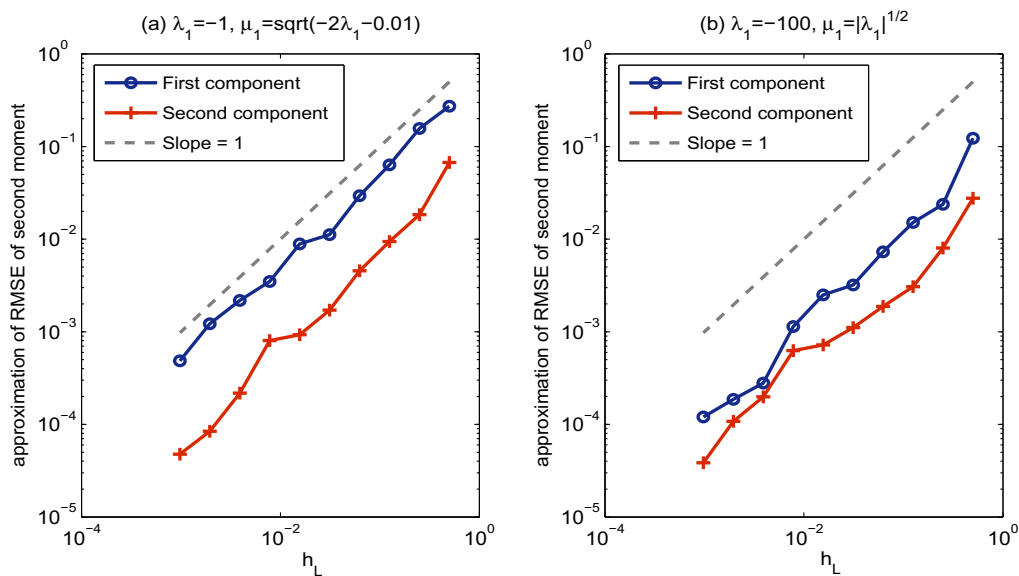 (a) λ₁=−1, μ₁=sqrt(−2λ₁−0.01)
approximation of RMSE of second moment
10⁰
10⁻¹
10⁻²
10⁻³
10⁻⁴
10⁻⁵
First component
Second component
Slope = 1
10⁻⁴
10⁻²
10⁰
h_L
(b) λ₁=−100, μ₁=|λ₁|^{1/2}
approximation of RMSE of second moment
10⁰
10⁻¹
10⁻²
10⁻³
10⁻⁴
10⁻⁵
First component
Second component
Slope = 1
10⁻⁴
10⁻²
10⁰
h_L